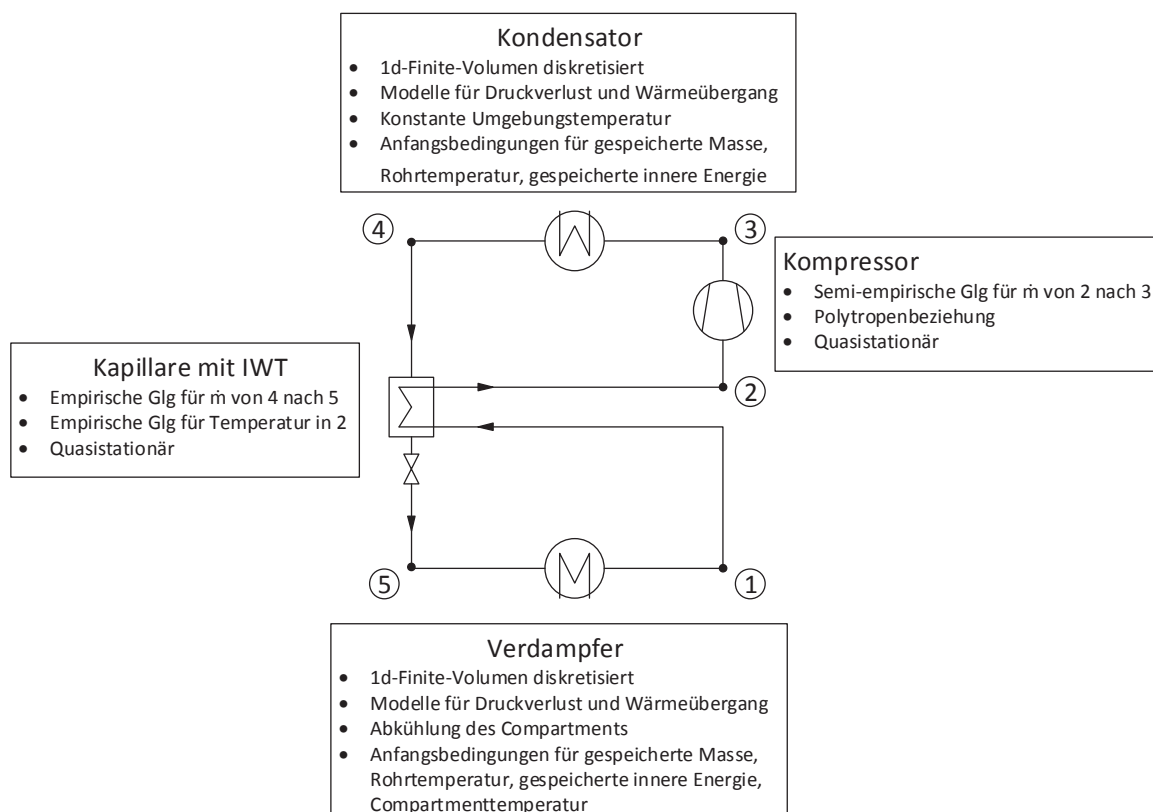 Kondensator
• 1d-Finite-Volumen diskretisiert
• Modelle für Druckverlust und Wärmeübergang
• Konstante Umgebungstemperatur
• Anfangsbedingungen für gespeicherte Masse,
Rohrtemperatur, gespeicherte innere Energie
④
③
Kompressor
• Semi-empirische Glg für ṁ von 2 nach 3
• Polytropenbeziehung
• Quasistationär
Kapillare mit IWT
• Empirische Glg für ṁ von 4 nach 5
• Empirische Glg für Temperatur in 2
• Quasistationär
②
⑤
①
Verdampfer
• 1d-Finite-Volumen diskretisiert
• Modelle für Druckverlust und Wärmeübergang
• Abkühlung des Compartments
• Anfangsbedingungen für gespeicherte Masse,
Rohrtemperatur, gespeicherte innere Energie,
Compartmenttemperatur